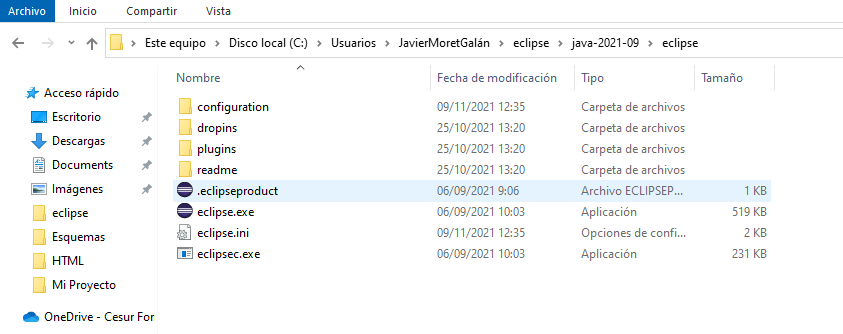 Archivo Inicio Compartir Vista
Este equipo > Disco local (C:) > Usuarios > JavierMoretGalán > eclipse > java-2021-09 > eclipse
Nombre Fecha de modificación Tipo Tamaño
Acceso rápido
Escritorio
Descargas
Documents
Imágenes
eclipse
Esquemas
HTML
Mi Proyecto
OneDrive - Cesur For
configuration 09/11/2021 12:35 Carpeta de archivos
dropins 25/10/2021 13:20 Carpeta de archivos
plugins 25/10/2021 13:20 Carpeta de archivos
readme 25/10/2021 13:20 Carpeta de archivos
.eclipseproduct 06/09/2021 9:06 Archivo ECLIPSEP... 1 KB
eclipse.exe 06/09/2021 10:03 Aplicación 519 KB
eclipse.ini 09/11/2021 12:35 Opciones de confi... 2 KB
eclipsec.exe 06/09/2021 10:03 Aplicación 231 KB